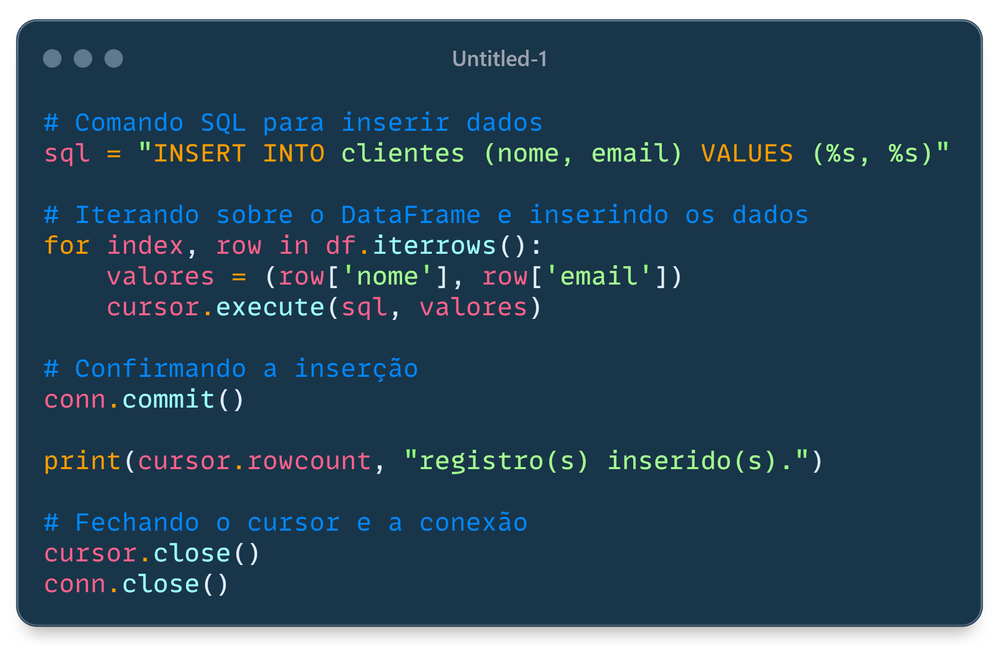 Untitled-1
# Comando SQL para inserir dados
sql = "INSERT INTO clientes (nome, email) VALUES (%s, %s)"
# Iterando sobre o DataFrame e inserindo os dados
for index, row in df.iterrows():
    valores = (row['nome'], row['email'])
    cursor.execute(sql, valores)
# Confirmando a inserção
conn.commit()
print(cursor.rowcount, "registro(s) inserido(s).")
# Fechando o cursor e a conexão
cursor.close()
conn.close()